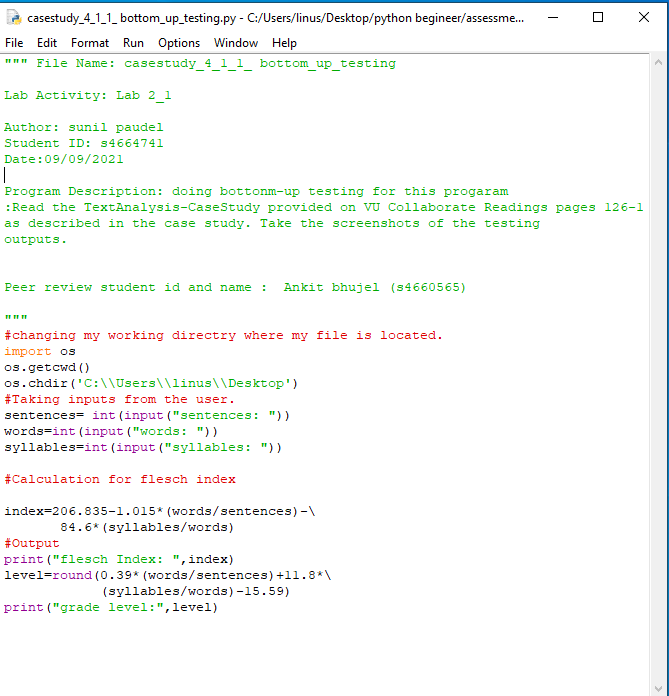 casestudy_4_1_1_ bottom_up_testing.py - C:/Users/linus/Desktop/python begineer/assessme...
File Edit Format Run Options Window Help
""" File Name: casestudy_4_1_1_ bottom_up_testing
Lab Activity: Lab 2_1
Author: sunil paudel
Student ID: s4664741
Date:09/09/2021
Program Description: doing bottonm-up testing for this progaram
:Read the TextAnalysis-CaseStudy provided on VU Collaborate Readings pages 126-1
as described in the case study. Take the screenshots of the testing
outputs.
Peer review student id and name :  Ankit bhujel (s4660565)
"""
#changing my working directry where my file is located.
import os
os.getcwd()
os.chdir('C:\\Users\\linus\\Desktop')
#Taking inputs from the user.
sentences= int(input("sentences: "))
words=int(input("words: "))
syllables=int(input("syllables: "))
#Calculation for flesch index
index=206.835-1.015*(words/sentences)-\
84.6*(syllables/words)
#Output
print("flesch Index: ",index)
level=round(0.39*(words/sentences)+11.8*\
(syllables/words)-15.59)
print("grade level:",level)